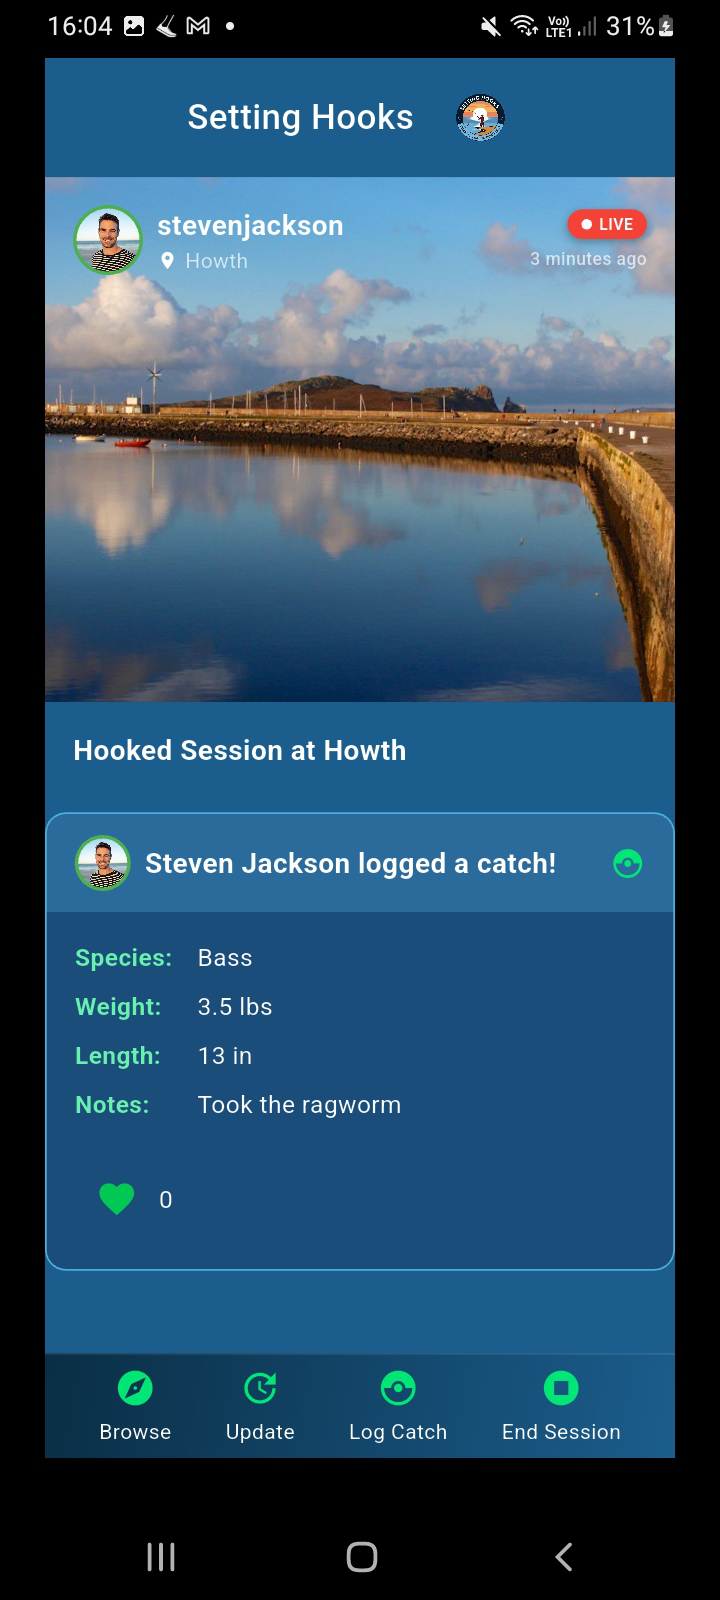 16:04
Vo)) LTE1 31%
Setting Hooks
SETTING HOOKS
stevenjackson
LIVE
Howth
3 minutes ago
Hooked Session at Howth
Steven Jackson logged a catch!
Species: Bass
Weight: 3.5 lbs
Length: 13 in
Notes: Took the ragworm
0
Browse Update Log Catch End Session